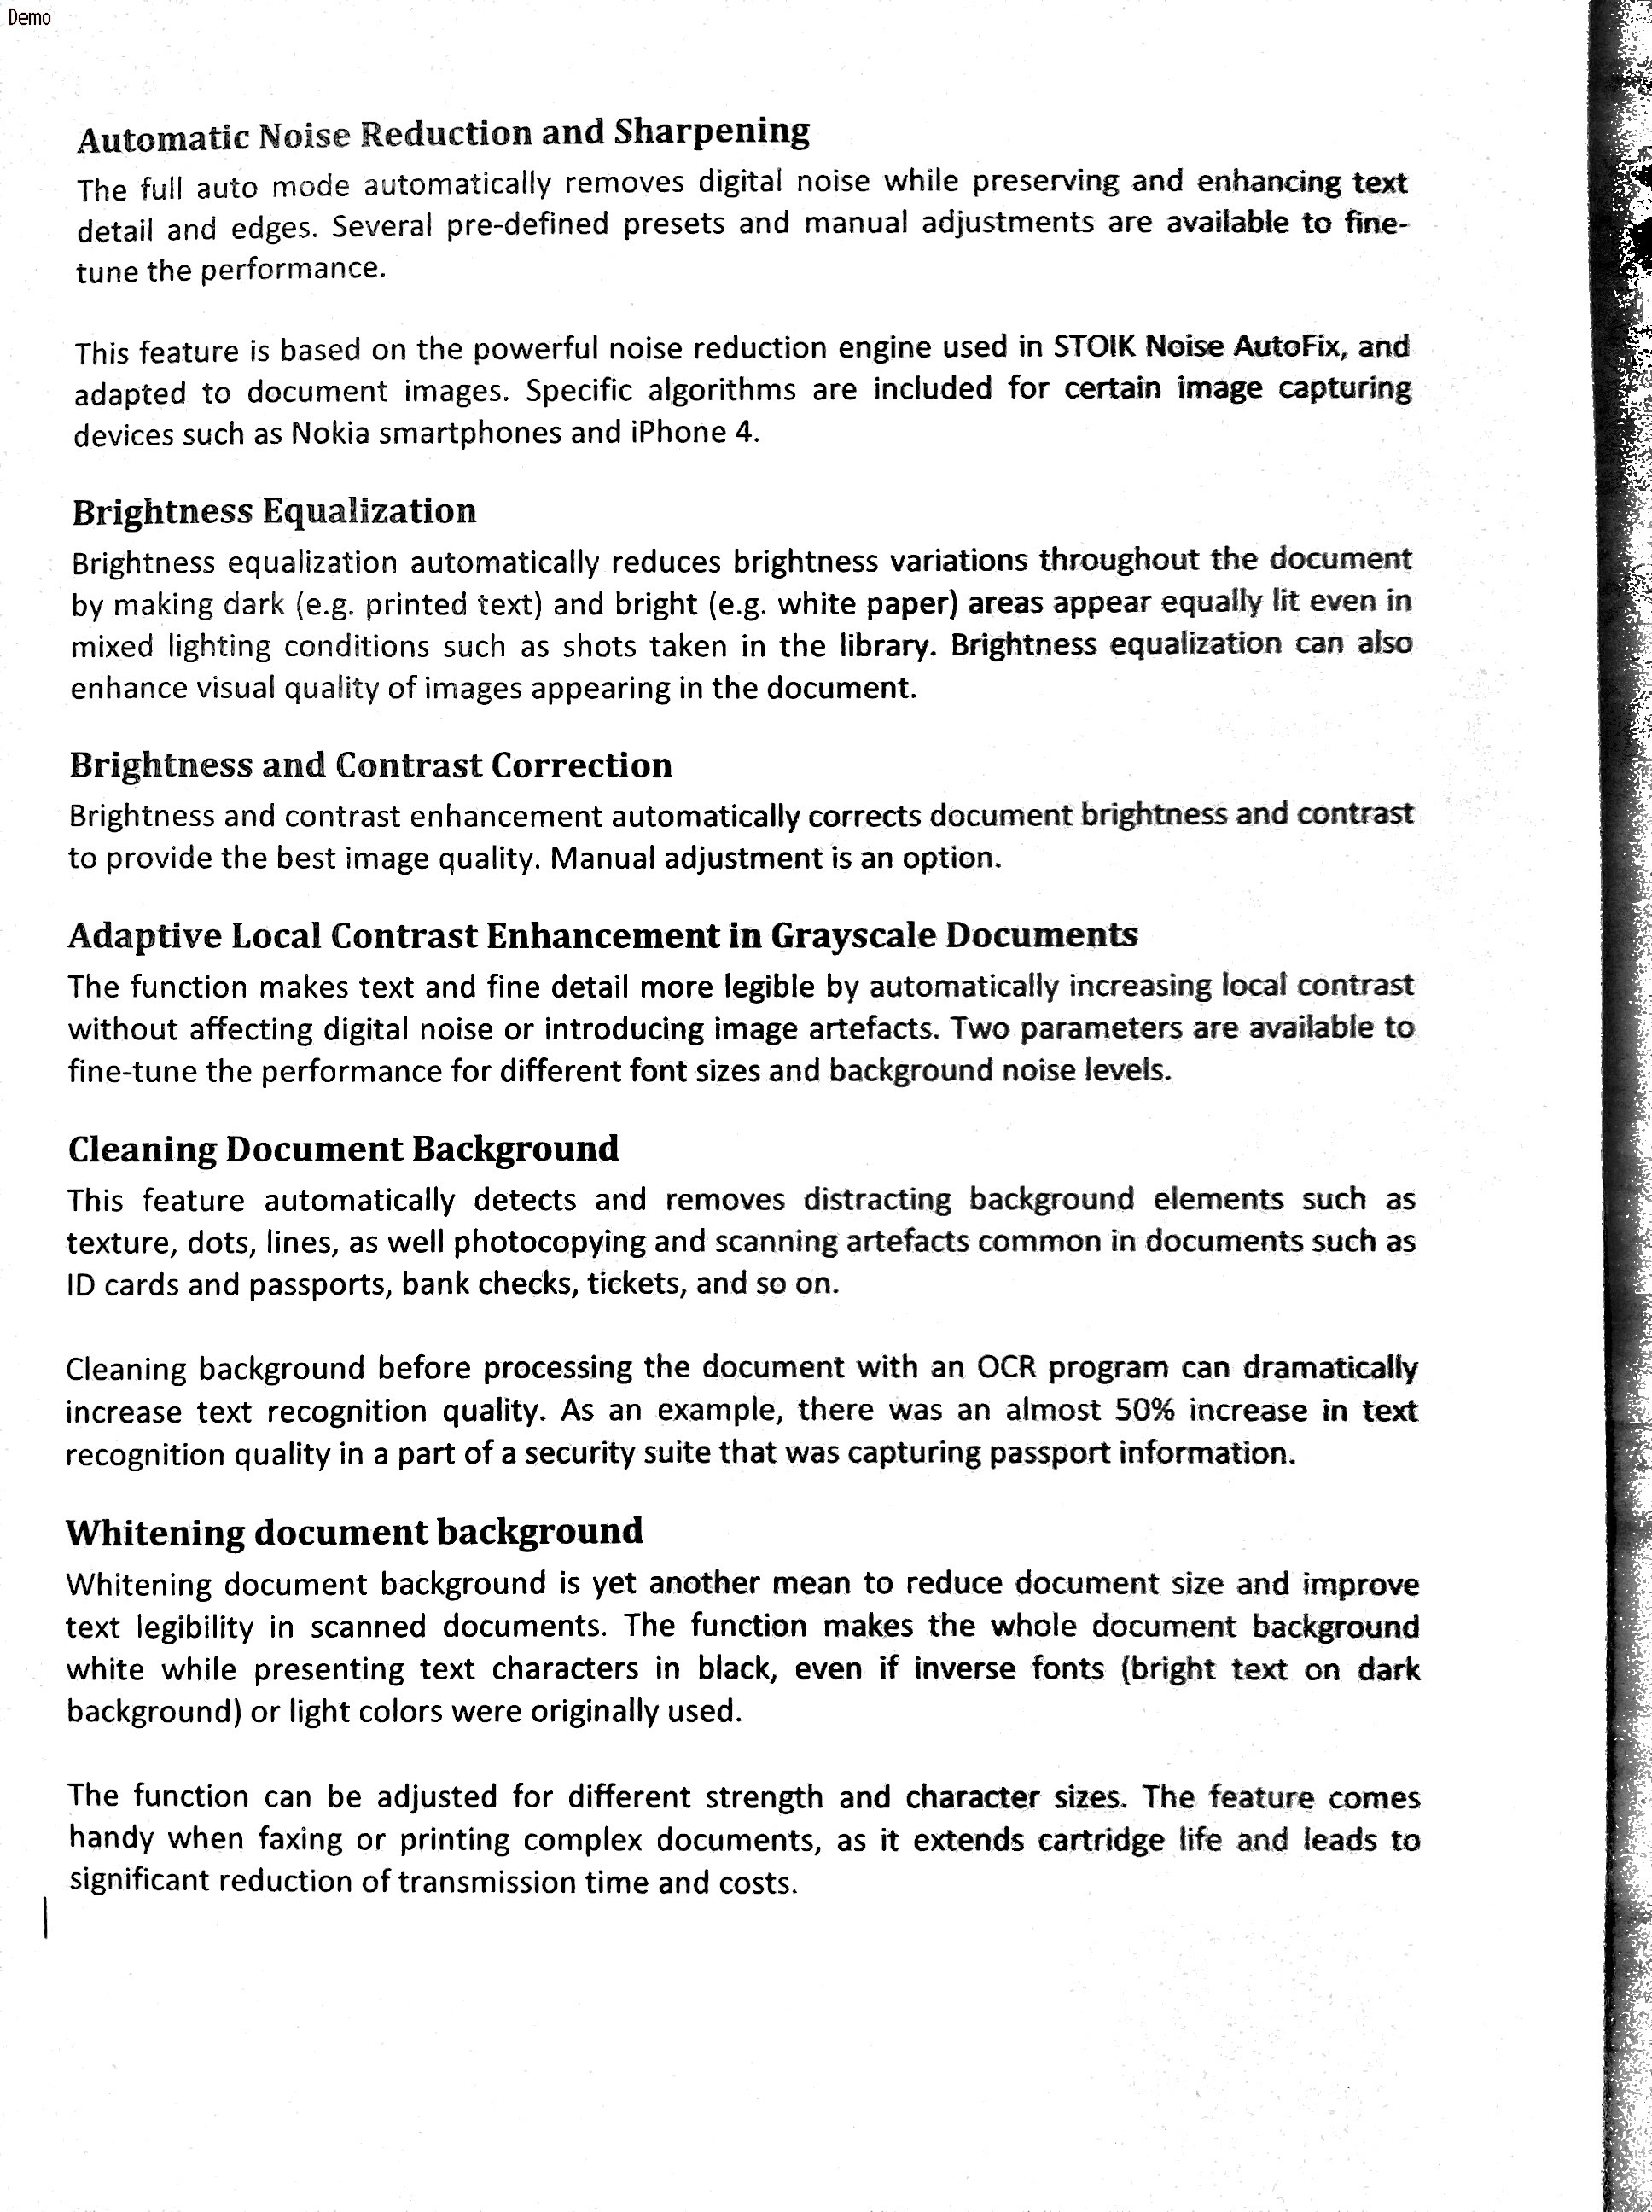 Demo
Automatic Noise Reduction and Sharpening
The full auto mode automatically removes digital noise while preserving and enhancing text
detail and edges. Several pre-defined presets and manual adjustments are available to fine-
tune the performance.
This feature is based on the powerful noise reduction engine used in STOIK Noise AutoFix, and
adapted to document images. Specific algorithms are included for certain image capturing
devices such as Nokia smartphones and iPhone 4.
Brightness Equalization
Brightness equalization automatically reduces brightness variations throughout the document
by making dark (e.g. printed text) and bright (e.g. white paper) areas appear equally lit even in
mixed lighting conditions such as shots taken in the library. Brightness equalization can also
enhance visual quality of images appearing in the document.
Brightness and Contrast Correction
Brightness and contrast enhancement automatically corrects document brightness and contrast
to provide the best image quality. Manual adjustment is an option.
Adaptive Local Contrast Enhancement in Grayscale Documents
The function makes text and fine detail more legible by automatically increasing local contrast
without affecting digital noise or introducing image artefacts. Two parameters are available to
fine-tune the performance for different font sizes and background noise levels.
Cleaning Document Background
This feature automatically detects and removes distracting background elements such as
texture, dots, lines, as well photocopying and scanning artefacts common in documents such as
ID cards and passports, bank checks, tickets, and so on.
Cleaning background before processing the document with an OCR program can dramatically
increase text recognition quality. As an example, there was an almost 50% increase in text
recognition quality in a part of a security suite that was capturing passport information.
Whitening document background
Whitening document background is yet another mean to reduce document size and improve
text legibility in scanned documents. The function makes the whole document background
white while presenting text characters in black, even if inverse fonts (bright text on dark
background) or light colors were originally used.
The function can be adjusted for different strength and character sizes. The feature comes
handy when faxing or printing complex documents, as it extends cartridge life and leads to
significant reduction of transmission time and costs.